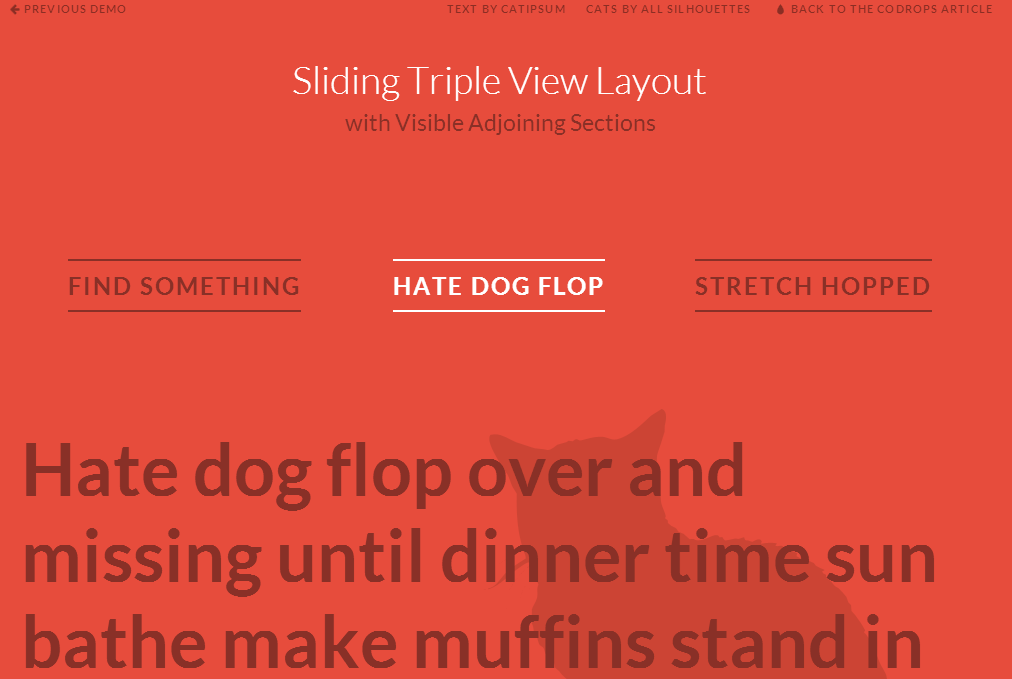 PREVIOUS DEMO
TEXT BY CATIPSUM CATS BY ALL SILHOUETTES BACK TO THE CODROPS ARTICLE
Sliding Triple View Layout
with Visible Adjoining Sections
FIND SOMETHING
HATE DOG FLOP
STRETCH HOPPED
Hate dog flop over and
missing until dinner time sun
bathe make muffins stand in